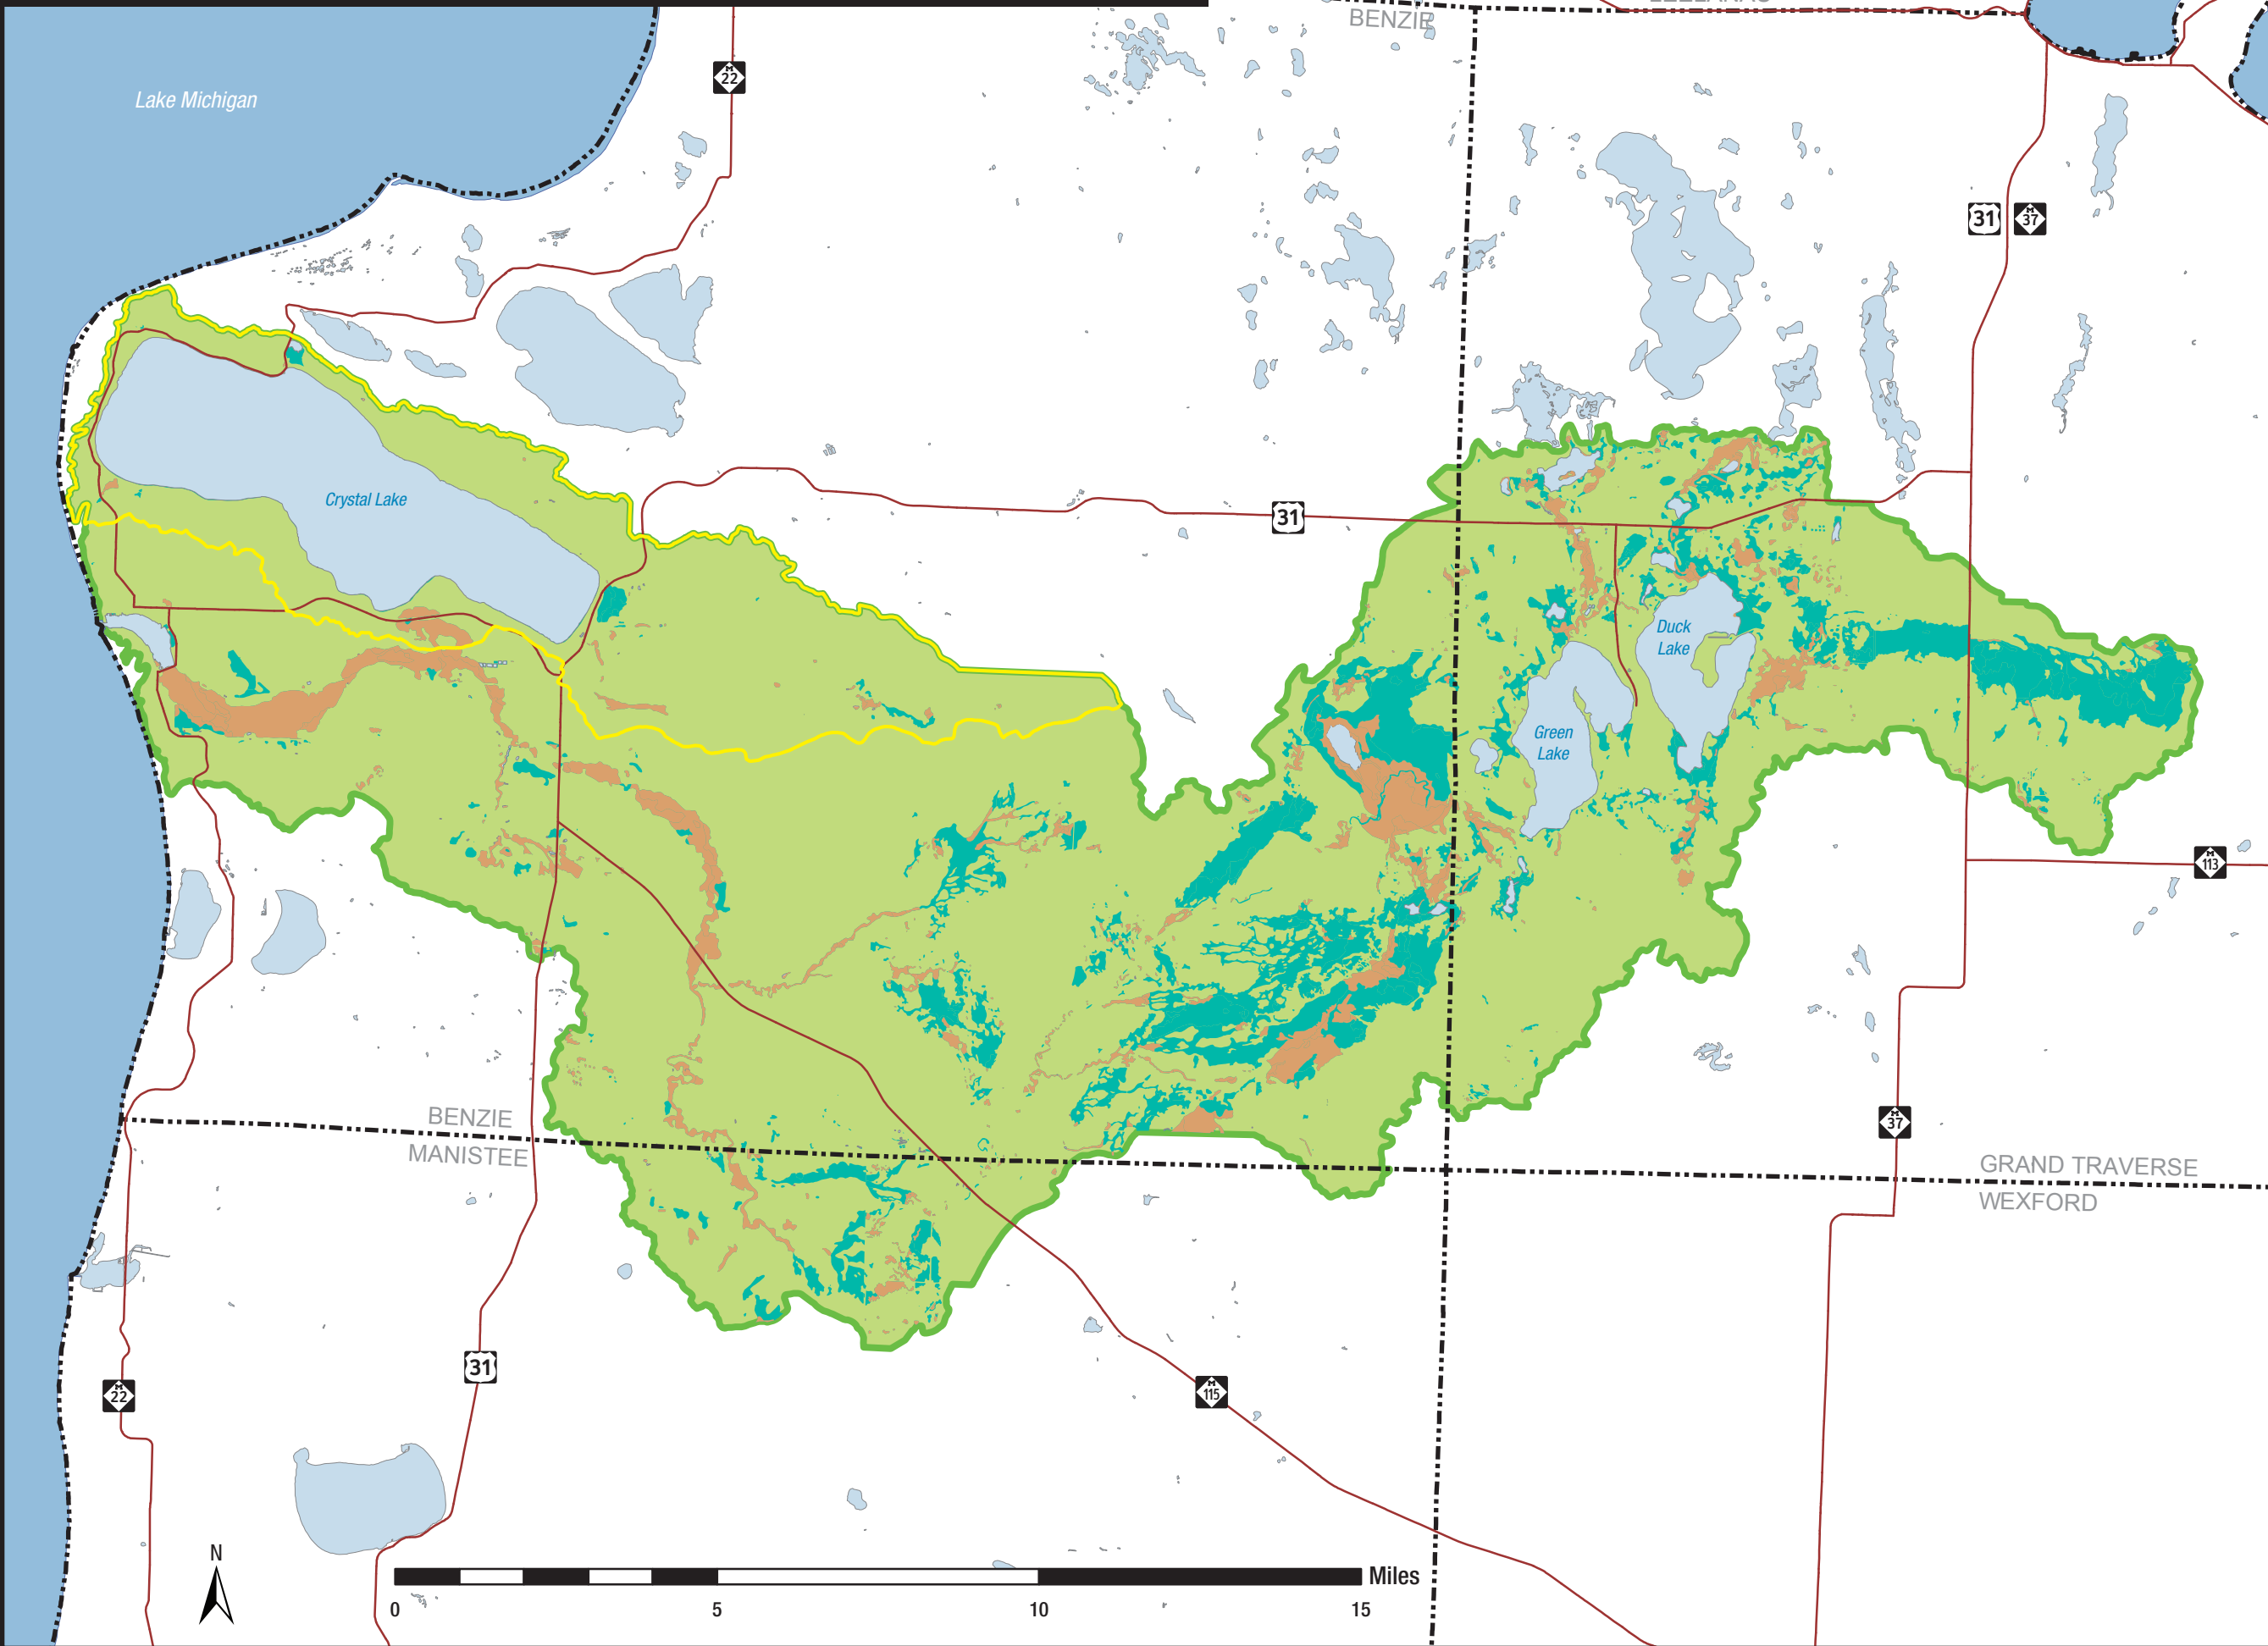 BENZIE
Lake Michigan
M
22
31
M
37
Crystal Lake
31
Duck
Lake
Green
Lake
M
113
BENZIE
MANISTEE
M
37
GRAND TRAVERSE
WEXFORD
31
M
22
M
115
N
Miles
0
5
10
15